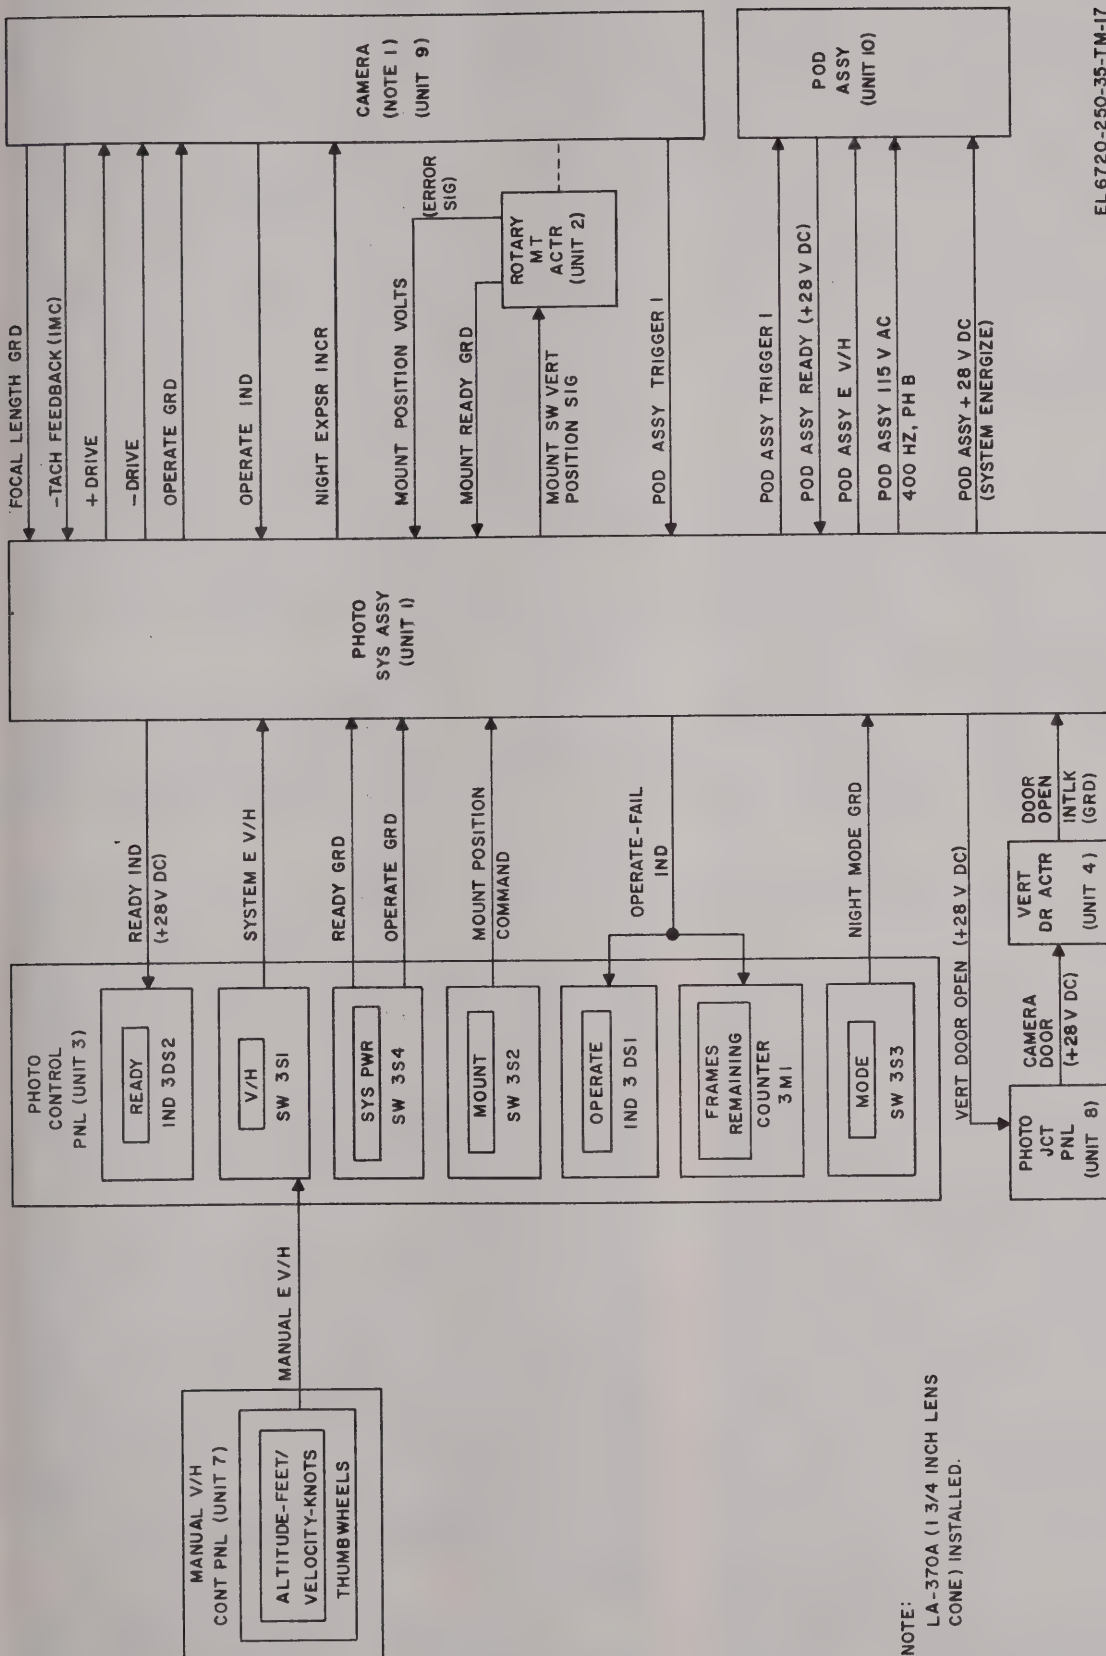 MANUAL V/H
CONT PNL (UNIT 7)
ALTITUDE-FEET/
VELOCITY-KNOTS
THUMBWHEELS
MANUAL E V/H
PHOTO
CONTROL
PNL (UNIT 3)
READY
IND 3DS2
V/H
SW 3S1
SYS PWR
SW 3S4
MOUNT
SW 3S2
OPERATE
IND 3 DS1
FRAMES
REMAINING
COUNTER
3 M1
MODE
SW 3S3
READY IND
(+28V DC)
SYSTEM E V/H
READY GRD
OPERATE GRD
MOUNT POSITION
COMMAND
OPERATE-FAIL
IND
NIGHT MODE GRD
VERT DOOR OPEN (+28 V DC)
PHOTO
JCT
PNL
(UNIT 8)
CAMERA
DOOR
(+28 V DC)
VERT
DR ACTR
(UNIT 4)
DOOR
OPEN
INTLK
(GRD)
PHOTO
SYS ASSY
(UNIT 1)
FOCAL LENGTH GRD
-TACH FEEDBACK (IMC)
+ DRIVE
- DRIVE
OPERATE GRD
OPERATE IND
NIGHT EXPSR INCR
MOUNT POSITION VOLTS
(ERROR
SIG)
MOUNT READY GRD
MOUNT SW VERT
POSITION SIG
ROTARY
MT
ACTR
(UNIT 2)
POD ASSY TRIGGER I
CAMERA
(NOTE 1)
(UNIT 9)
POD ASSY TRIGGER I
POD ASSY READY (+28 V DC)
POD ASSY E V/H
POD ASSY 115 V AC
400 HZ, PH B
POD ASSY + 28 V DC
(SYSTEM ENERGIZE)
POD
ASSY
(UNIT 10)
NOTE:
LA-370A (1 3/4 INCH LENS
CONE) INSTALLED.
EL6720-250-35-TM-17